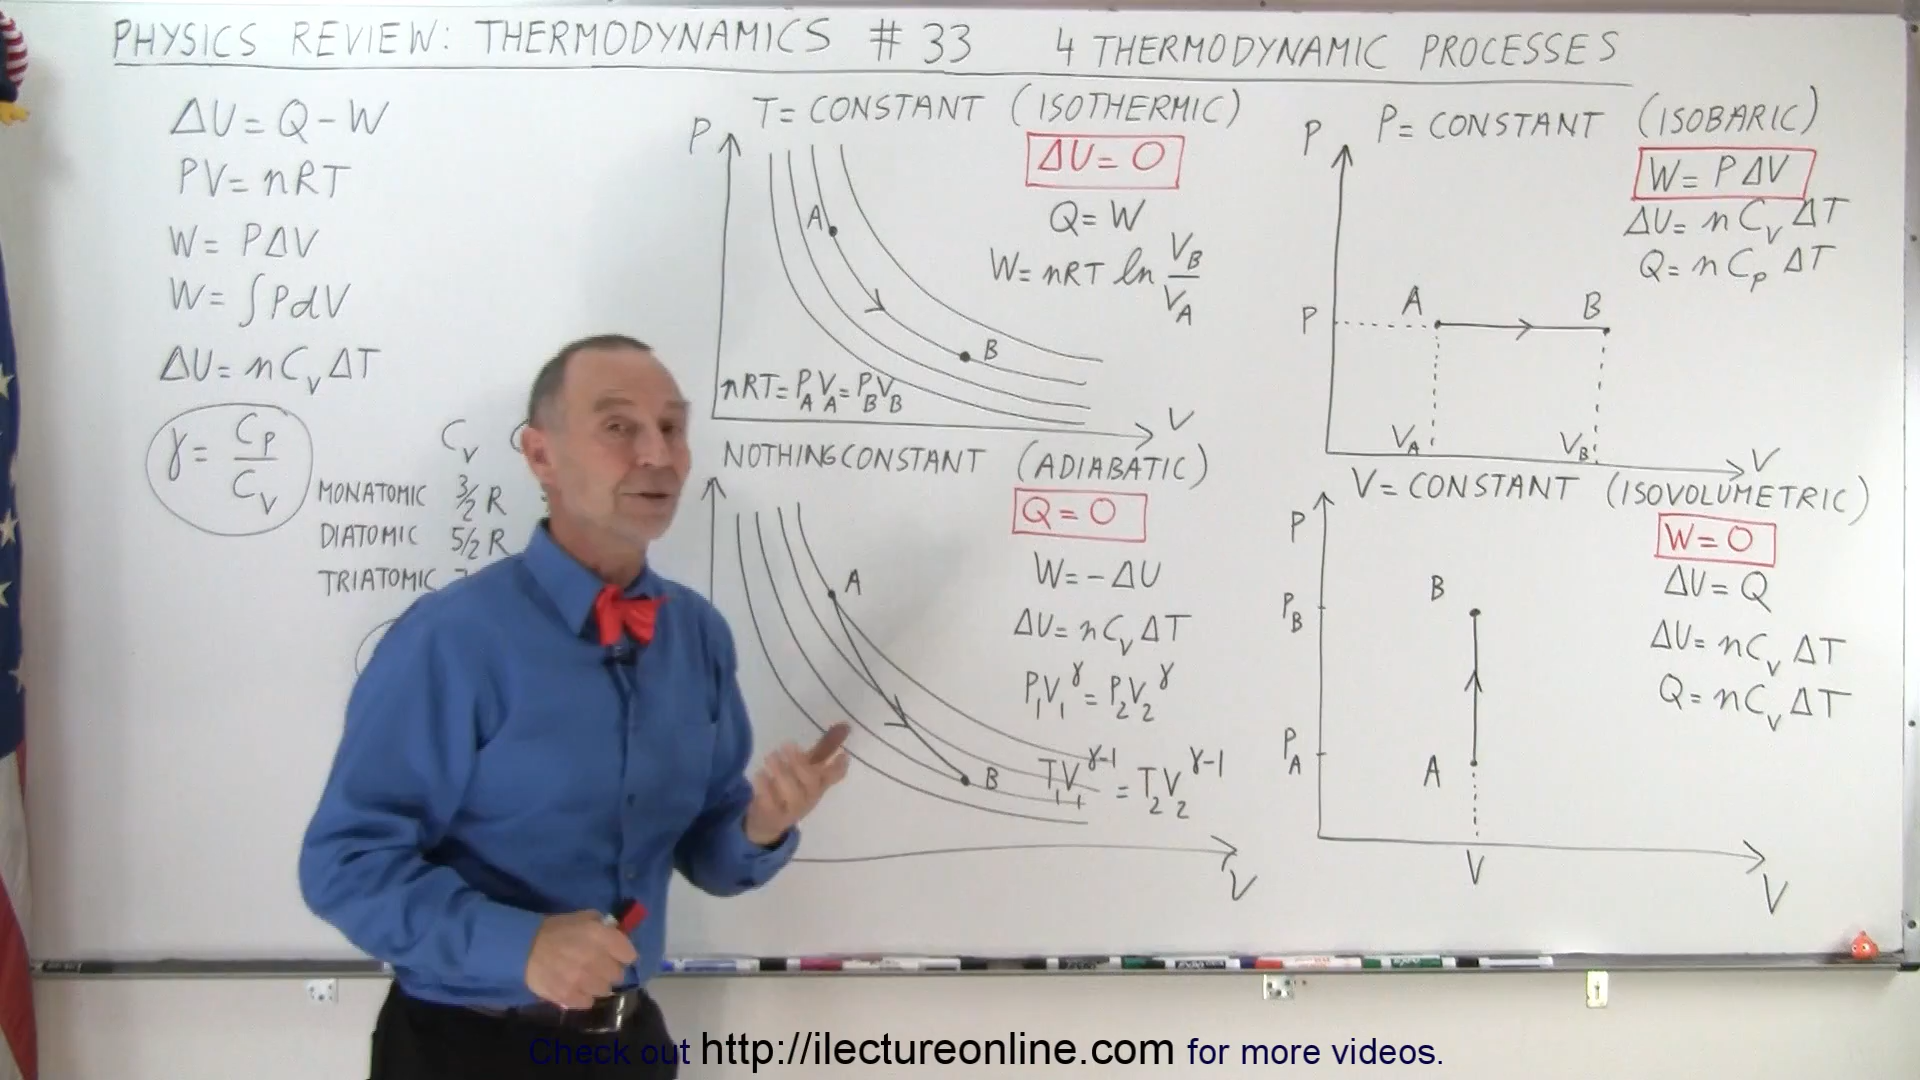 PHYSICS REVIEW: THERMODYNAMICS # 33 4 THERMODYNAMIC PROCESSES
ΔU = Q - W
PV = nRT
W = PΔV
W = ∫PdV
ΔU = nC_VΔT
γ = C_P / C_V
C_V
MONATOMIC 3/2 R
DIATOMIC 5/2 R
TRIATOMIC
T = CONSTANT (ISOTHERMIC)
P
ΔU = 0
Q = W
W = nRT ln V_B / V_A
A
B
nRT = P_A V_A = P_B V_B
V
P = CONSTANT (ISOBARIC)
P
W = PΔV
ΔU = nC_V ΔT
Q = nC_P ΔT
A B
P
V_A V_B
V
NOTHING CONSTANT (ADIABATIC)
Q = 0
W = -ΔU
ΔU = nC_V ΔT
P_1V_1^γ = P_2V_2^γ
T_1V_1^γ-1 = T_2V_2^γ-1
A
B
V
V = CONSTANT (ISOVOLUMETRIC)
P
W = 0
ΔU = Q
ΔU = nC_V ΔT
Q = nC_V ΔT
B
P_B
P_A
A
V
V
Check out http://ilectureonline.com for more videos.